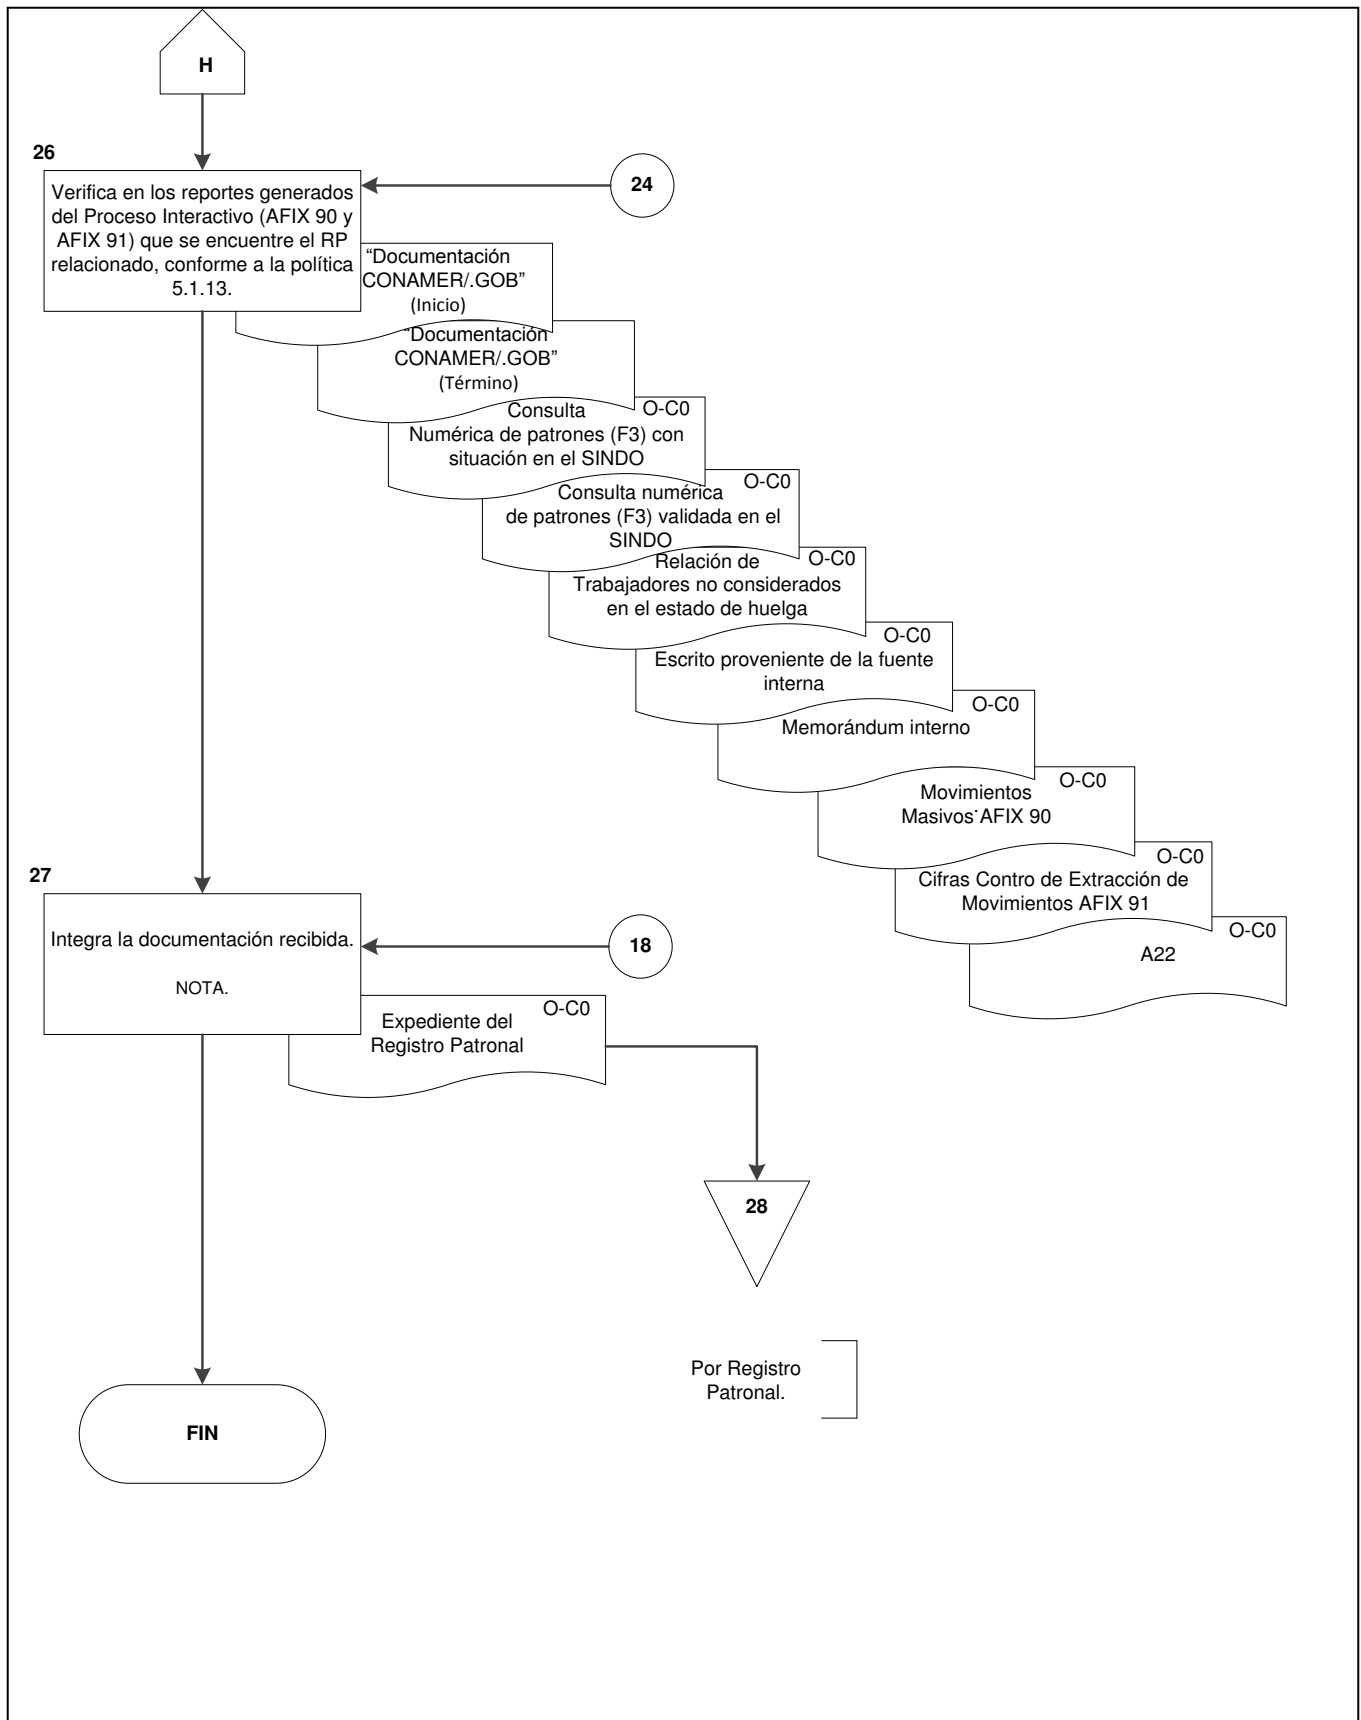 H
26
Verifica en los reportes generados
del Proceso Interactivo (AFIX 90 y
AFIX 91) que se encuentre el RP
relacionado, conforme a la política
5.1.13.
24
“Documentación
CONAMER/.GOB”
(Inicio)
“Documentación
CONAMER/.GOB”
(Término)
O-C0
Consulta
Numérica de patrones (F3) con
situación en el SINDO
O-C0
Consulta numérica
de patrones (F3) validada en el
SINDO
O-C0
Relación de
Trabajadores no considerados
en el estado de huelga
O-C0
Escrito proveniente de la fuente
interna
O-C0
Memorándum interno
O-C0
Movimientos
Masivos AFIX 90
O-C0
Cifras Contro de Extracción de
Movimientos AFIX 91
O-C0
A22
27
Integra la documentación recibida.
NOTA.
18
O-C0
Expediente del
Registro Patronal
28
Por Registro
Patronal.
FIN